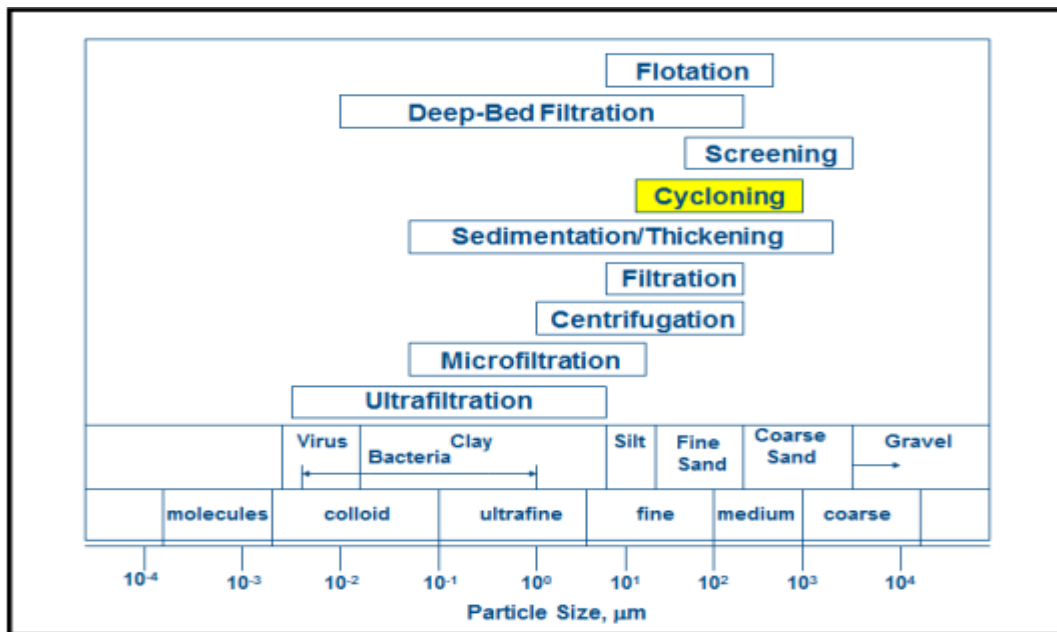 Flotation
Deep-Bed Filtration
Screening
Cycloning
Sedimentation/Thickening
Filtration
Centrifugation
Microfiltration
Ultrafiltration
Virus
Bacteria
Clay
Silt
Fine
Sand
Coarse
Sand
Gravel
molecules colloid ultrafine fine medium coarse
10⁻⁴ 10⁻³ 10⁻² 10⁻¹ 10⁰ 10¹ 10² 10³ 10⁴
Particle Size, µm